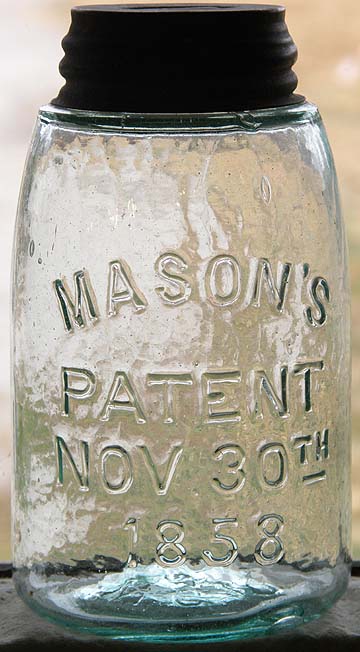 MASON'S
PATENT
NOV 30TH
1858